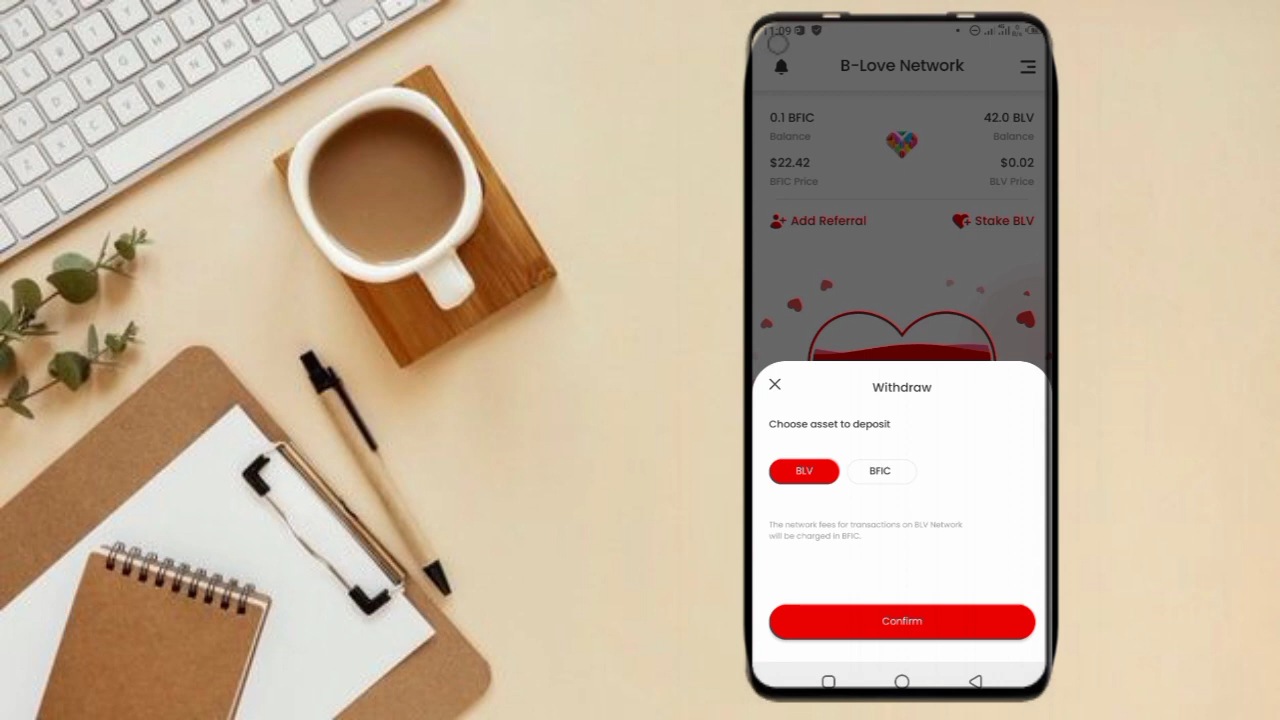 11:09
B-Love Network
0.1 BFIC
42.0 BLV
Balance
Balance
$22.42
$0.02
BFIC Price
BLV Price
Add Referral
Stake BLV
Withdraw
Choose asset to deposit
BLV
BFIC
The network fees for transactions on BLV Network
will be charged in BFIC.
Confirm